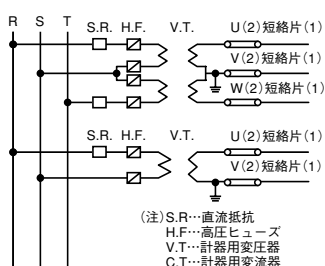 R S T
S.R. H.F. V.T. U(2)短絡片(1)
V(2)短絡片(1)
W(2)短絡片(1)
S.R. H.F. V.T. U(2)短絡片(1)
V(2)短絡片(1)
(注)S.R…直流抵抗
H.F…高圧ヒューズ
V.T…計器用変圧器
C.T…計器用変流器